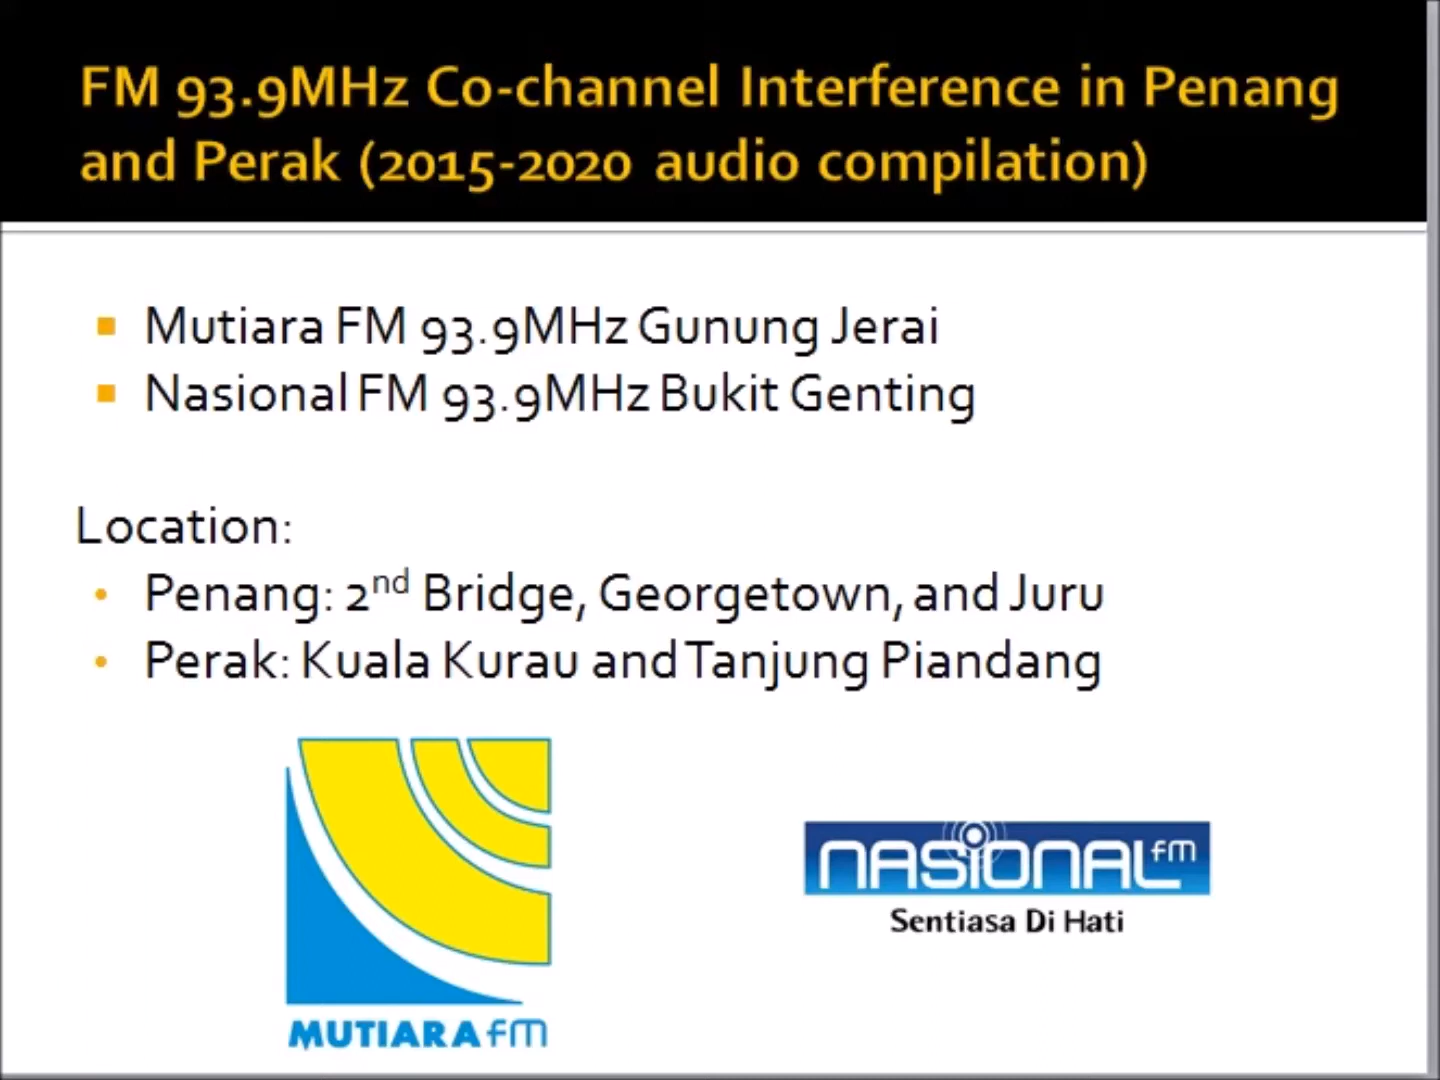 FM 93.9MHz Co-channel Interference in Penang
and Perak (2015-2020 audio compilation)
Mutiara FM 93.9MHz Gunung Jerai
Nasional FM 93.9MHz Bukit Genting
Location:
Penang: 2nd Bridge, Georgetown, and Juru
Perak: Kuala Kurau and Tanjung Piandang
NASIONAL fm
Sentiasa Di Hati
MUTIARA fm